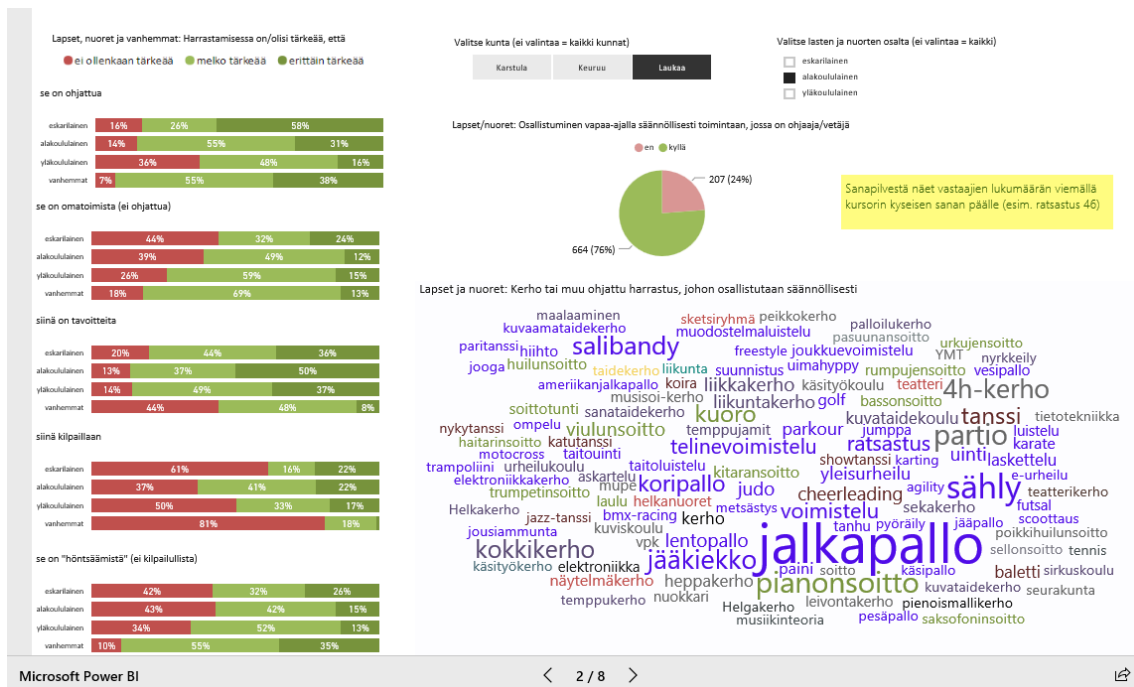 Lapset, nuoret ja vanhemmat: Harrastamisessa on/olisi tärkeää, että
ei ollenkaan tärkeää melko tärkeää erittäin tärkeää
se on ohjattua
eskarilainen 16% 26% 58%
alakoululainen 14% 55% 31%
yläkoululainen 36% 48% 16%
vanhemmat 7% 55% 38%
se on omatoimista (ei ohjattua)
eskarilainen 44% 32% 24%
alakoululainen 39% 49% 12%
yläkoululainen 26% 59% 15%
vanhemmat 18% 69% 13%
siinä on tavoitteita
eskarilainen 20% 44% 36%
alakoululainen 13% 37% 50%
yläkoululainen 14% 49% 37%
vanhemmat 44% 48% 8%
siinä kilpaillaan
eskarilainen 61% 16% 22%
alakoululainen 37% 41% 22%
yläkoululainen 50% 33% 17%
vanhemmat 81% 18%
se on "höntsäämistä" (ei kilpailullista)
eskarilainen 42% 32% 26%
alakoululainen 43% 42% 15%
yläkoululainen 34% 52% 13%
vanhemmat 10% 55% 35%
Valitse kunta (ei valintaa = kaikki kunnat)
Karstula Keuruu Laukaa
Valitse lasten ja nuorten osalta (ei valintaa = kaikki)
eskarilainen
alakoululainen
yläkoululainen
Lapset/nuoret: Osallistuminen vapaa-ajalla säännöllisesti toimintaan, jossa on ohjaaja/vetäjä
en kyllä
207 (24%)
664 (76%)
Sanapilvestä näet vastaajien lukumäärän viemällä
kursorin kyseisen sanan päälle (esim. ratsastus 46)
Lapset ja nuoret: Kerho tai muu ohjattu harrastus, johon osallistutaan säännöllisesti
maalaaminen sketsiryhmä peikkokerho
kuvaamataidekerho muodostelmaluistelu palloilukerho
pasuunansoitto urkujensoitto
paritanssi hiihto salibandy freestyle joukkuevoimistelu YMT nyrkkeily
jooga huilunsoitto taidekerho liikunta suunnistus uimahyppy rumpujensoitto vesipallo
ameriikanjalkapallo koira liikkakerho käsityökoulu teatteri 4h-kerho
musisoi-kerho liikuntakerho golf bassonsoitto
soittotunti sanataidekerho kuoro kuvataidekoulu tanssi tietotekniikka
nykytanssi ompelu viulunsoitto temppujamit parkour jumppa partio luistelu
haitarinsoitto katutanssi telinevoimistelu ratsastus karate
motocross taitouinti showtanssi karting uinti laskettelu
trampoliini urheilukoulu taitoluistelu kitaransoitto yleisurheilu e-urheilu
elektroniikkakerho askartelu mupe koripallo judo agility sähly teatterikerho
trumpetinsoitto laulu helkanuoret metsästys cheerleading sekakerho futsal
Helkakerho jazz-tanssi bmx-racing kerho voimistelu scoottaus
jousiammunta kuviskoulu tanhu pyöräily jääpallo poikkihuilunsoitto
kokkikerho vpk lentopallo jalkapallo sellonsoitto tennis
käsityökerho elektroniikka jääkiekko paini soitto käsipallo baletti sirkuskoulu
näytelmäkerho heppakerho pianonsoitto kuvataidekerho seurakunta
temppukerho nuokkari Helgakerho leivontakerho pienoismallikerho
musiikinteoria pesäpallo saksofoninsoitto
Microsoft Power BI
2 / 8